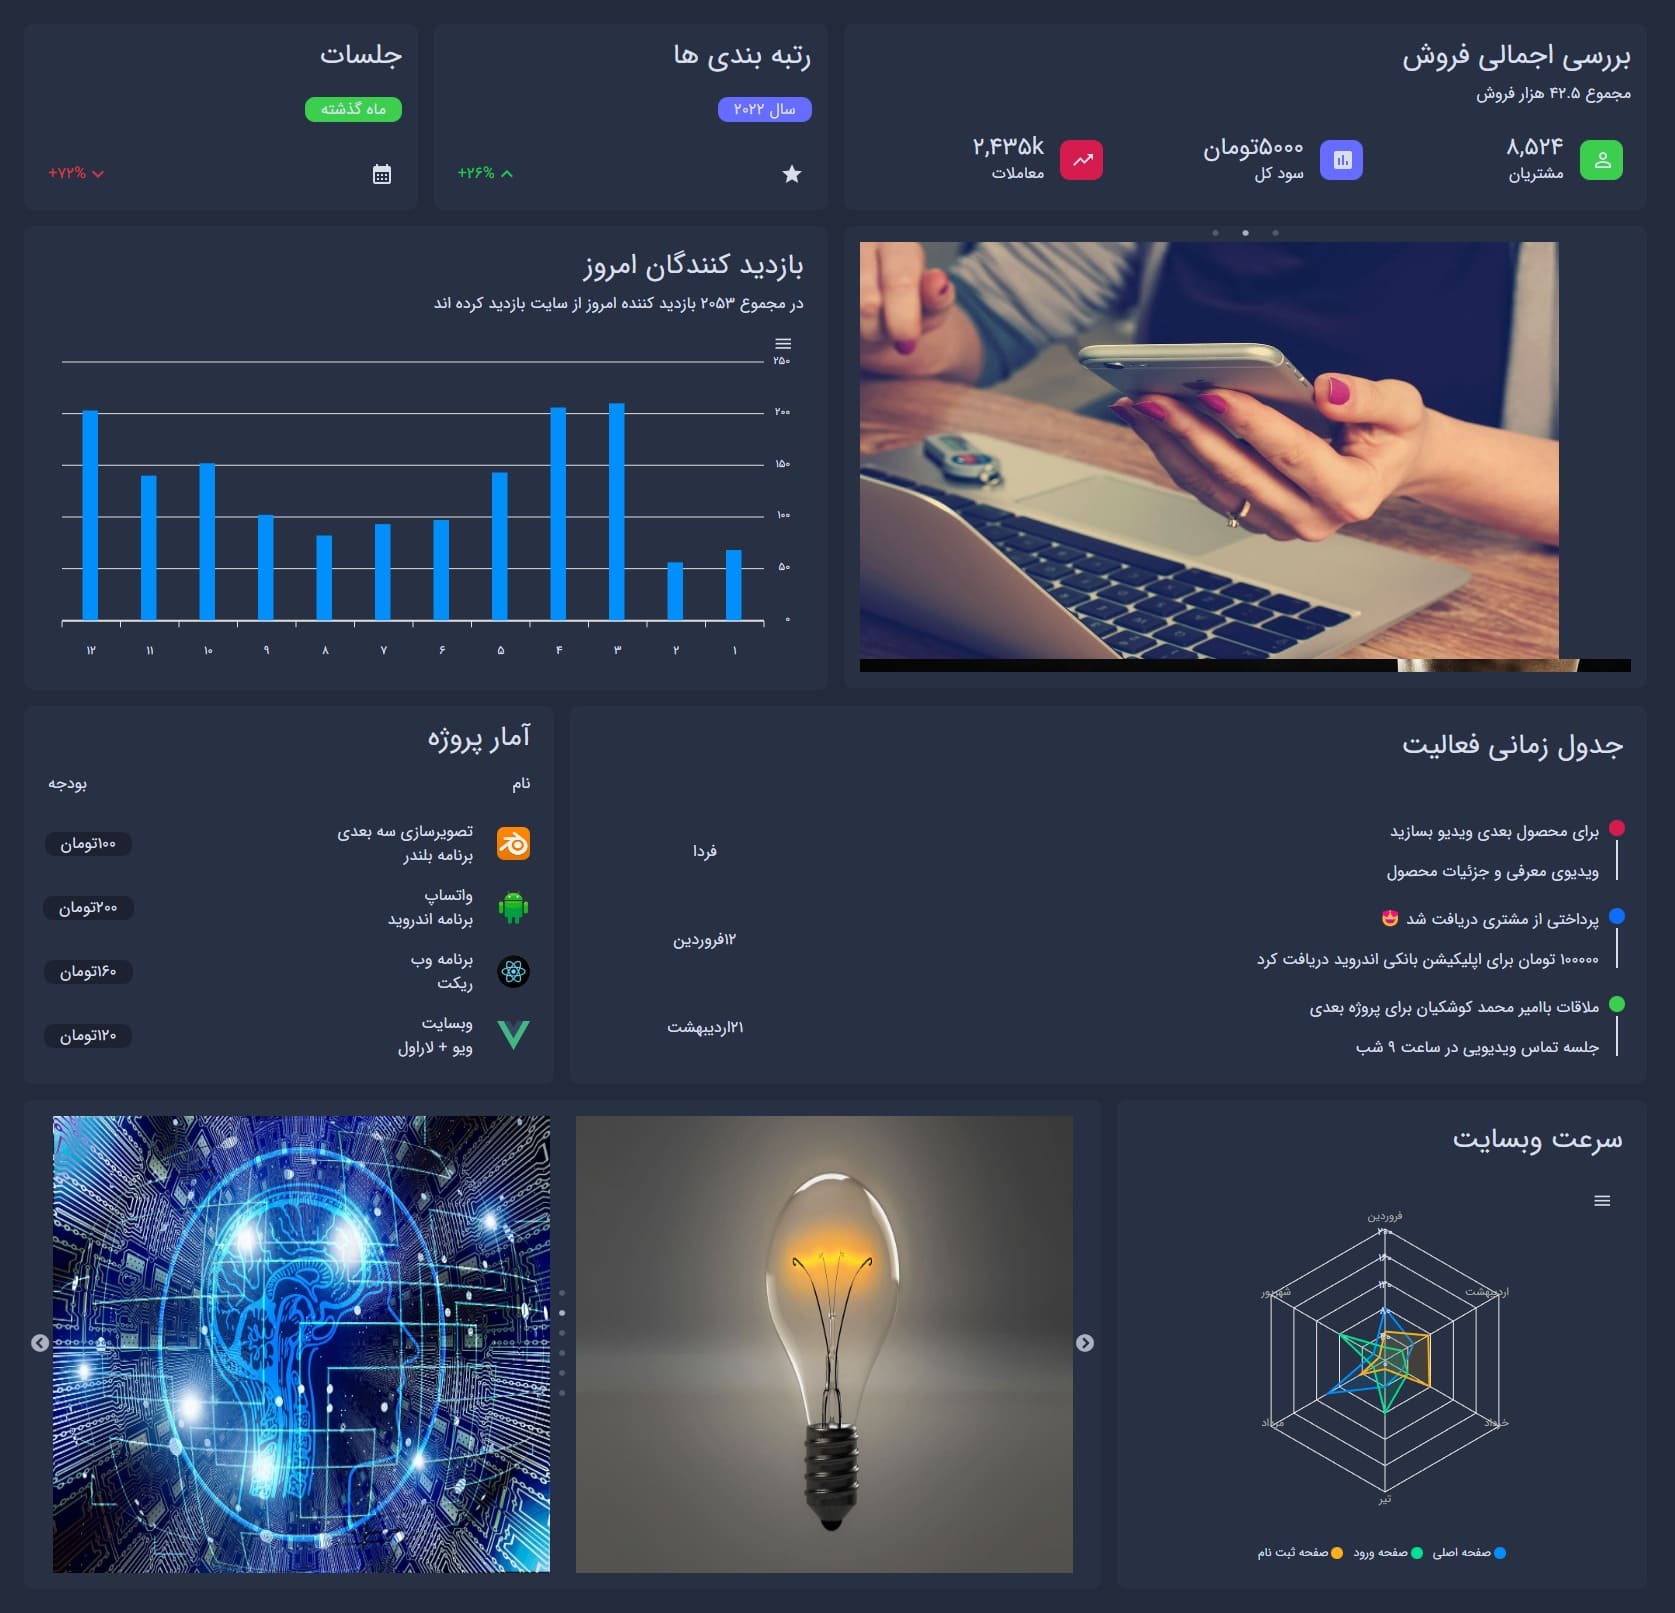 بررسی اجمالی فروش
مجموع ۴۲.۵ هزار فروش
۸,۵۲۴
مشتریان
۵۰۰۰تومان
سود کل
۲,۴۳۵k
معاملات
رتبه بندی ها
سال ۲۰۲۲
+۲۶%
جلسات
ماه گذشته
+۷۲%
بازدید کنندگان امروز
در مجموع ۲۰۵۳ بازدید کننده امروز از سایت بازدید کرده اند
۲۵۰
۲۰۰
۱۵۰
۱۰۰
۵۰
۰
۱ ۲ ۳ ۴ ۵ ۶ ۷ ۸ ۹ ۱۰ ۱۱ ۱۲
جدول زمانی فعالیت
برای محصول بعدی ویدیو بسازید
ویدیوی معرفی و جزئیات محصول
فردا
پرداختی از مشتری دریافت شد 😍
۱۰۰۰۰۰ تومان برای اپلیکیشن بانکی اندروید دریافت کرد
۱۲فروردین
ملاقات باامیر محمد کوشکیان برای پروژه بعدی
جلسه تماس ویدیویی در ساعت ۹ شب
۲۱اردیبهشت
آمار پروژه
نام بودجه
تصویرسازی سه بعدی
برنامه بلندر
۱۰۰تومان
واتساپ
برنامه اندروید
۲۰۰تومان
برنامه وب
ریکت
۱۶۰تومان
وبسایت
ویو + لاراول
۱۲۰تومان
سرعت وبسایت
فروردین
۲۰۰
۱۶۰
۱۲۰
۸۰
۴۰
اردیبهشت
خرداد
تیر
مرداد
شهریور
صفحه اصلی صفحه ورود صفحه ثبت نام